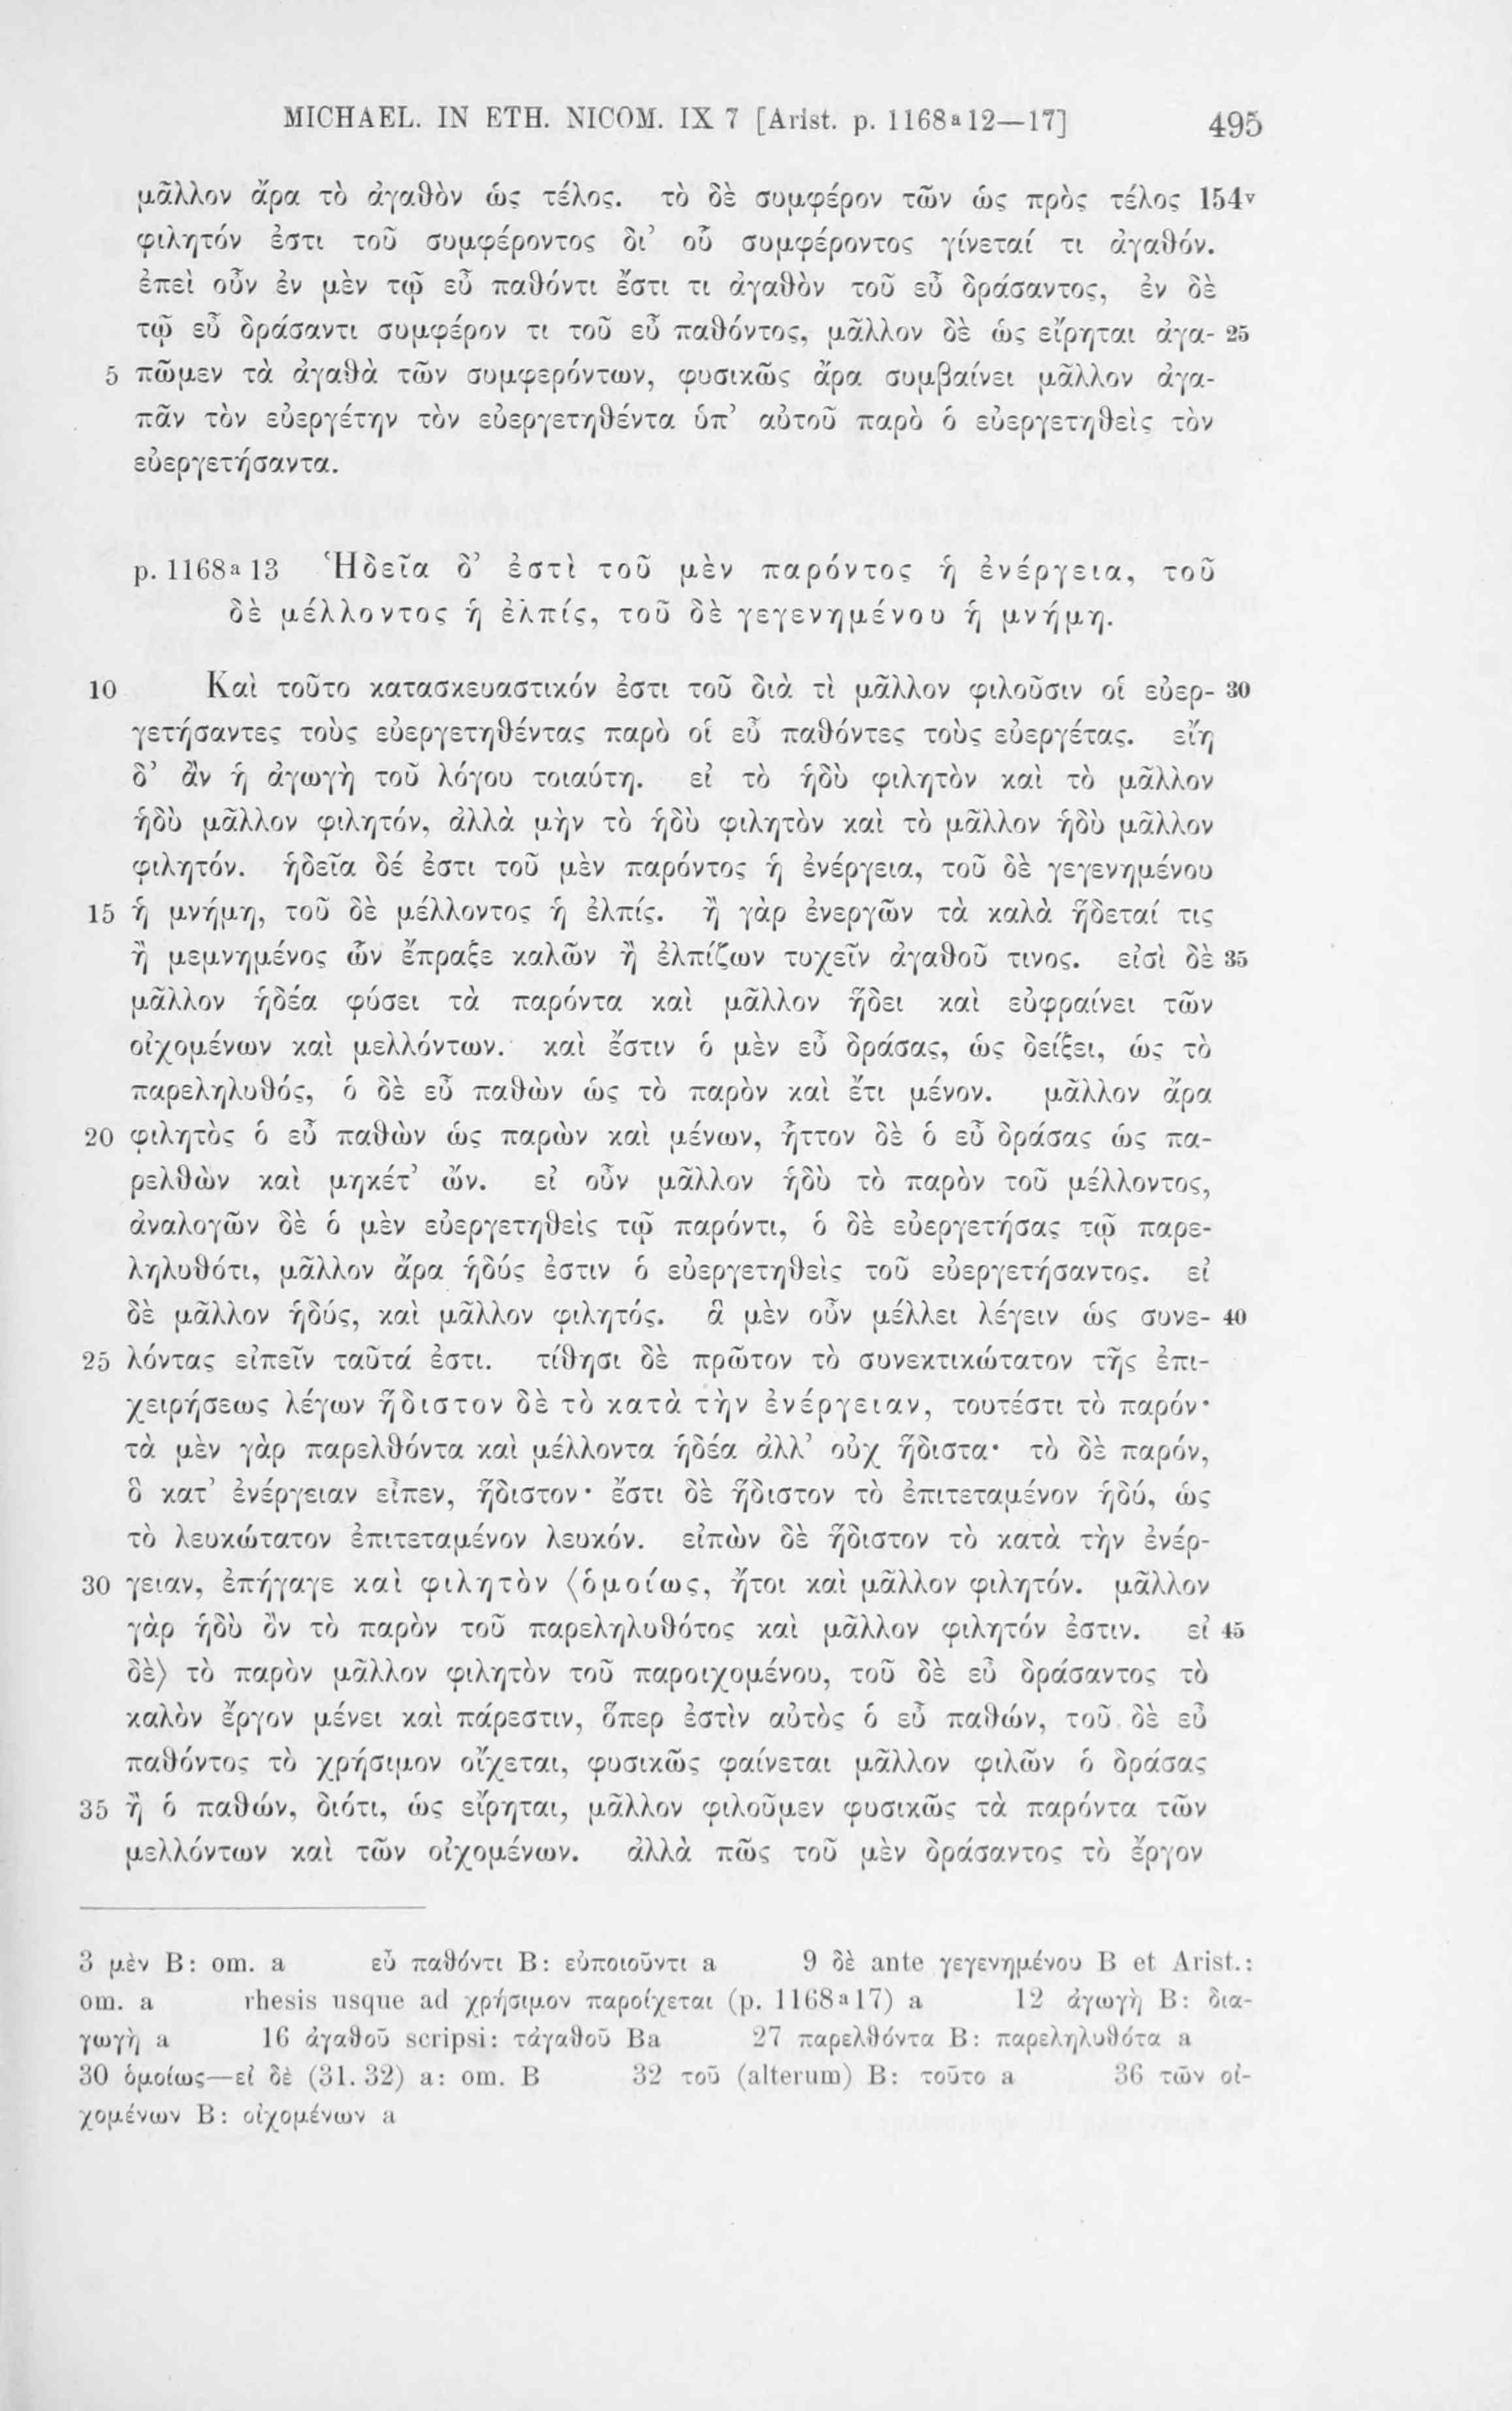 MICHAEL. IN ETH. NICOM. IX 7 [Arist. p. 1168ᵃ12—17] 495
μᾶλλον ἄρα τὸ ἀγαθὸν ὡς τέλος. τὸ δὲ συμφέρον τῶν ὡς πρὸς τέλος 154ᵛ
φιλητόν ἐστι τοῦ συμφέροντος δι’ οὗ συμφέροντος γίνεταί τι ἀγαθόν.
ἐπεὶ οὖν ἐν μὲν τῷ εὖ παθόντι ἔστι τι ἀγαθὸν τοῦ εὖ δράσαντος, ἐν δὲ
τῷ εὖ δράσαντι συμφέρον τι τοῦ εὖ παθόντος, μᾶλλον δὲ ὡς εἴρηται ἀγα- 25
5 πῶμεν τὰ ἀγαθὰ τῶν συμφερόντων, φυσικῶς ἄρα συμβαίνει μᾶλλον ἀγα-
πᾶν τὸν εὐεργέτην τὸν εὐεργετηθέντα ὑπ’ αὐτοῦ παρὸ ὁ εὐεργετηθεὶς τὸν
εὐεργετήσαντα.
p. 1168ᵃ13 Ἡδεῖα δ’ ἐστὶ τοῦ μὲν παρόντος ἡ ἐνέργεια, τοῦ
δὲ μέλλοντος ἡ ἐλπίς, τοῦ δὲ γεγενημένου ἡ μνήμη.
10 Καὶ τοῦτο κατασκευαστικόν ἐστι τοῦ διὰ τὶ μᾶλλον φιλοῦσιν οἱ εὐερ- 30
γετήσαντες τοὺς εὐεργετηθέντας παρὸ οἱ εὖ παθόντες τοὺς εὐεργέτας. εἴη
δ’ ἂν ἡ ἀγωγὴ τοῦ λόγου τοιαύτη. εἰ τὸ ἡδὺ φιλητὸν καὶ τὸ μᾶλλον
ἡδὺ μᾶλλον φιλητόν, ἀλλὰ μὴν τὸ ἡδὺ φιλητὸν καὶ τὸ μᾶλλον ἡδὺ μᾶλλον
φιλητόν. ἡδεῖα δέ ἐστι τοῦ μὲν παρόντος ἡ ἐνέργεια, τοῦ δὲ γεγενημένου
15 ἡ μνήμη, τοῦ δὲ μέλλοντος ἡ ἐλπίς. ἢ γὰρ ἐνεργῶν τὰ καλὰ ἥδεταί τις
ἢ μεμνημένος ὧν ἔπραξε καλῶν ἢ ἐλπίζων τυχεῖν ἀγαθοῦ τινος. εἰσὶ δὲ 35
μᾶλλον ἡδέα φύσει τὰ παρόντα καὶ μᾶλλον ἥδει καὶ εὐφραίνει τῶν
οἰχομένων καὶ μελλόντων. καὶ ἔστιν ὁ μὲν εὖ δράσας, ὡς δείξει, ὡς τὸ
παρεληλυθός, ὁ δὲ εὖ παθὼν ὡς τὸ παρὸν καὶ ἔτι μένον. μᾶλλον ἄρα
20 φιλητὸς ὁ εὖ παθὼν ὡς παρὼν καὶ μένων, ἧττον δὲ ὁ εὖ δράσας ὡς πα-
ρελθὼν καὶ μηκέτ’ ὤν. εἰ οὖν μᾶλλον ἡδὺ τὸ παρὸν τοῦ μέλλοντος,
ἀναλογῶν δὲ ὁ μὲν εὐεργετηθεὶς τῷ παρόντι, ὁ δὲ εὐεργετήσας τῷ παρε-
ληλυθότι, μᾶλλον ἄρα ἡδύς ἐστιν ὁ εὐεργετηθεὶς τοῦ εὐεργετήσαντος. εἰ
δὲ μᾶλλον ἡδύς, καὶ μᾶλλον φιλητός. ἃ μὲν οὖν μέλλει λέγειν ὡς συνε- 40
25 λόντας εἰπεῖν ταῦτά ἐστι. τίθησι δὲ πρῶτον τὸ συνεκτικώτατον τῆς ἐπι-
χειρήσεως λέγων ἥδιστον δὲ τὸ κατὰ τὴν ἐνέργειαν, τουτέστι τὸ παρόν·
τὰ μὲν γὰρ παρελθόντα καὶ μέλλοντα ἡδέα ἀλλ’ οὐχ ἥδιστα· τὸ δὲ παρόν,
ὃ κατ’ ἐνέργειαν εἶπεν, ἥδιστον· ἔστι δὲ ἥδιστον τὸ ἐπιτεταμένον ἡδύ, ὡς
τὸ λευκώτατον ἐπιτεταμένον λευκόν. εἰπὼν δὲ ἥδιστον τὸ κατὰ τὴν ἐνέρ-
30 γειαν, ἐπήγαγε καὶ φιλητὸν ⟨ὁμοίως, ἤτοι καὶ μᾶλλον φιλητόν. μᾶλλον
γὰρ ἡδὺ ὂν τὸ παρὸν τοῦ παρεληλυθότος καὶ μᾶλλον φιλητόν ἐστιν. εἰ 45
δὲ⟩ τὸ παρὸν μᾶλλον φιλητὸν τοῦ παροιχομένου, τοῦ δὲ εὖ δράσαντος τὸ
καλὸν ἔργον μένει καὶ πάρεστιν, ὅπερ ἐστὶν αὐτὸς ὁ εὖ παθών, τοῦ δὲ εὖ
παθόντος τὸ χρήσιμον οἴχεται, φυσικῶς φαίνεται μᾶλλον φιλῶν ὁ δράσας
35 ἢ ὁ παθών, διότι, ὡς εἴρηται, μᾶλλον φιλοῦμεν φυσικῶς τὰ παρόντα τῶν
μελλόντων καὶ τῶν οἰχομένων. ἀλλὰ πῶς τοῦ μὲν δράσαντος τὸ ἔργον
3 μὲν B: om. a εὖ παθόντι B: εὐποιοῦντι a 9 δὲ ante γεγενημένου B et Arist.:
om. a rhesis usque ad χρήσιμον παροίχεται (p. 1168ᵃ17) a 12 ἀγωγὴ B: δια-
γωγὴ a 16 ἀγαθοῦ scripsi: τἀγαθοῦ Ba 27 παρελθόντα B: παρεληλυθότα a
30 ὁμοίως—εἰ δὲ (31. 32) a: om. B 32 τοῦ (alterum) B: τοῦτο a 36 τῶν οἰ-
χομένων B: οἰχομένων a